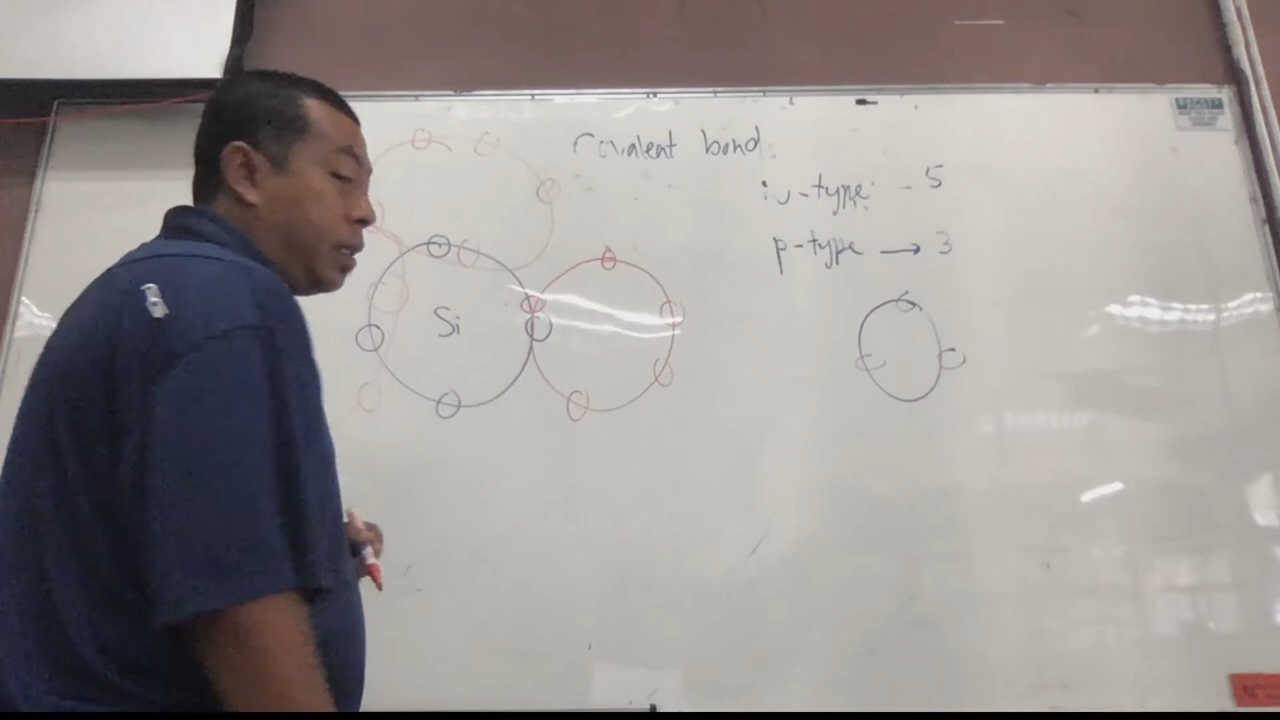 covalent bond.
n-type: - 5
p-type → 3
Si